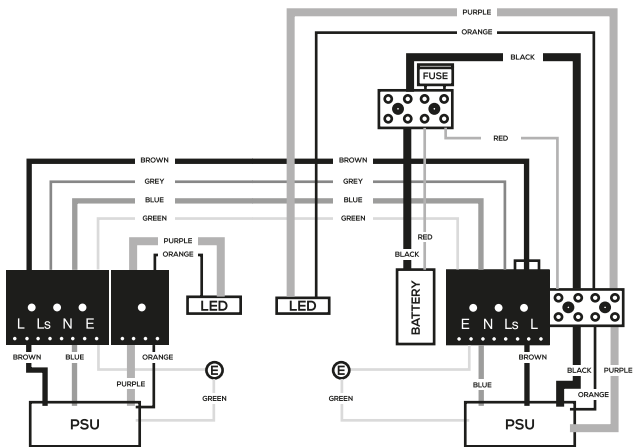 PURPLE
ORANGE
BLACK
FUSE
RED
BROWN BROWN
GREY GREY
BLUE BLUE
GREEN GREEN
PURPLE
ORANGE
RED
BLACK
BATTERY
LED
LED
L Ls N E
E N Ls L
BROWN
BLUE
ORANGE
PURPLE
E
GREEN
PSU
E
GREEN
BROWN
BLUE
BLACK
PURPLE
ORANGE
PSU